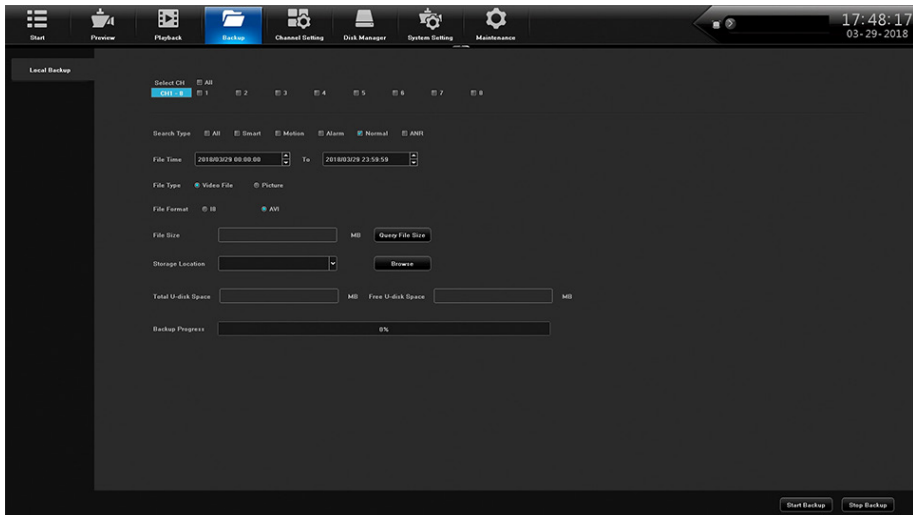 Start Preview Playback Backup Channel Setting Disk Manager System Setting Maintenance
17:48:17
03-29-2018
Local Backup
Select CH All
CH1 - 8 1 2 3 4 5 6 7 8
Search Type All Smart Motion Alarm Normal ANR
File Time 2018/03/29 00:00:00 To 2018/03/29 23:59:59
File Type Video File Picture
File Format I8 AVI
File Size MB Query File Size
Storage Location Browse
Total U-disk Space MB Free U-disk Space MB
Backup Progress 0%
Start Backup Stop Backup